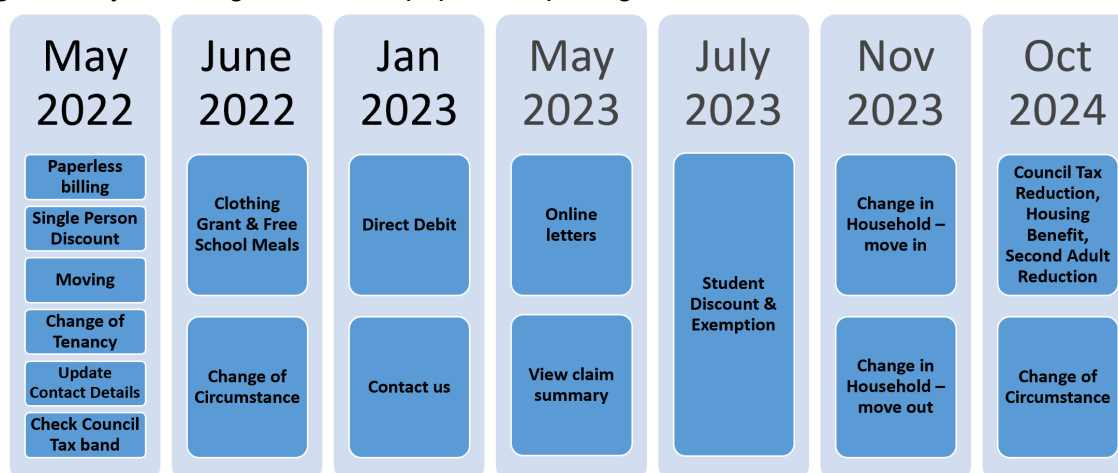 May
2022
Paperless
billing
Single Person
Discount
Moving
Change of
Tenancy
Update
Contact Details
Check Council
Tax band
June
2022
Clothing
Grant & Free
School Meals
Change of
Circumstance
Jan
2023
Direct Debit
Contact us
May
2023
Online
letters
View claim
summary
July
2023
Student
Discount &
Exemption
Nov
2023
Change in
Household –
move in
Change in
Household –
move out
Oct
2024
Council Tax
Reduction,
Housing
Benefit,
Second Adult
Reduction
Change of
Circumstance